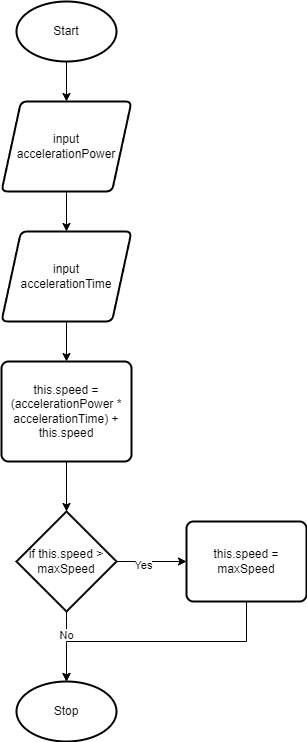 Start
input
accelerationPower
input
accelerationTime
this.speed =
(accelerationPower *
accelerationTime) +
this.speed
if this.speed >
maxSpeed
Yes
this.speed =
maxSpeed
No
Stop